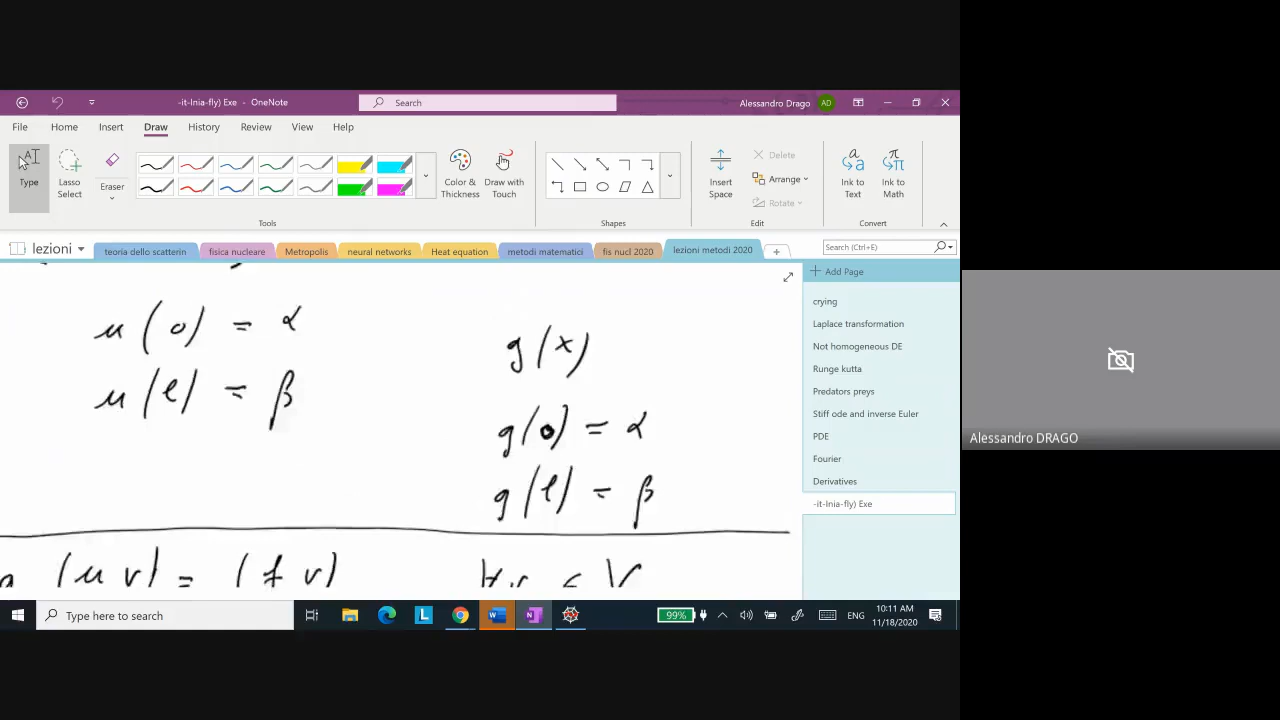 -it-Inia-fly) Exe - OneNote
Search
Alessandro Drago
AD
File
Home
Insert
Draw
History
Review
View
Help
Type
Lasso Select
Eraser
Color & Thickness
Draw with Touch
Insert Space
Delete
Arrange
Rotate
Ink to Text
Ink to Math
Tools
Shapes
Edit
Convert
lezioni
teoria dello scatterin
fisica nucleare
Metropolis
neural networks
Heat equation
metodi matematici
fis nucl 2020
lezioni metodi 2020
Search (Ctrl+E)
Add Page
crying
Laplace transformation
Not homogeneous DE
Runge kutta
Predators preys
Stiff ode and inverse Euler
PDE
Fourier
Derivatives
-it-Inia-fly) Exe
u(0) = α
u(l) = β
g(x)
g(0) = α
g(l) = β
(u v) = (f v) ∀v ∈ V
Type here to search
99%
ENG
10:11 AM
11/18/2020
Alessandro DRAGO